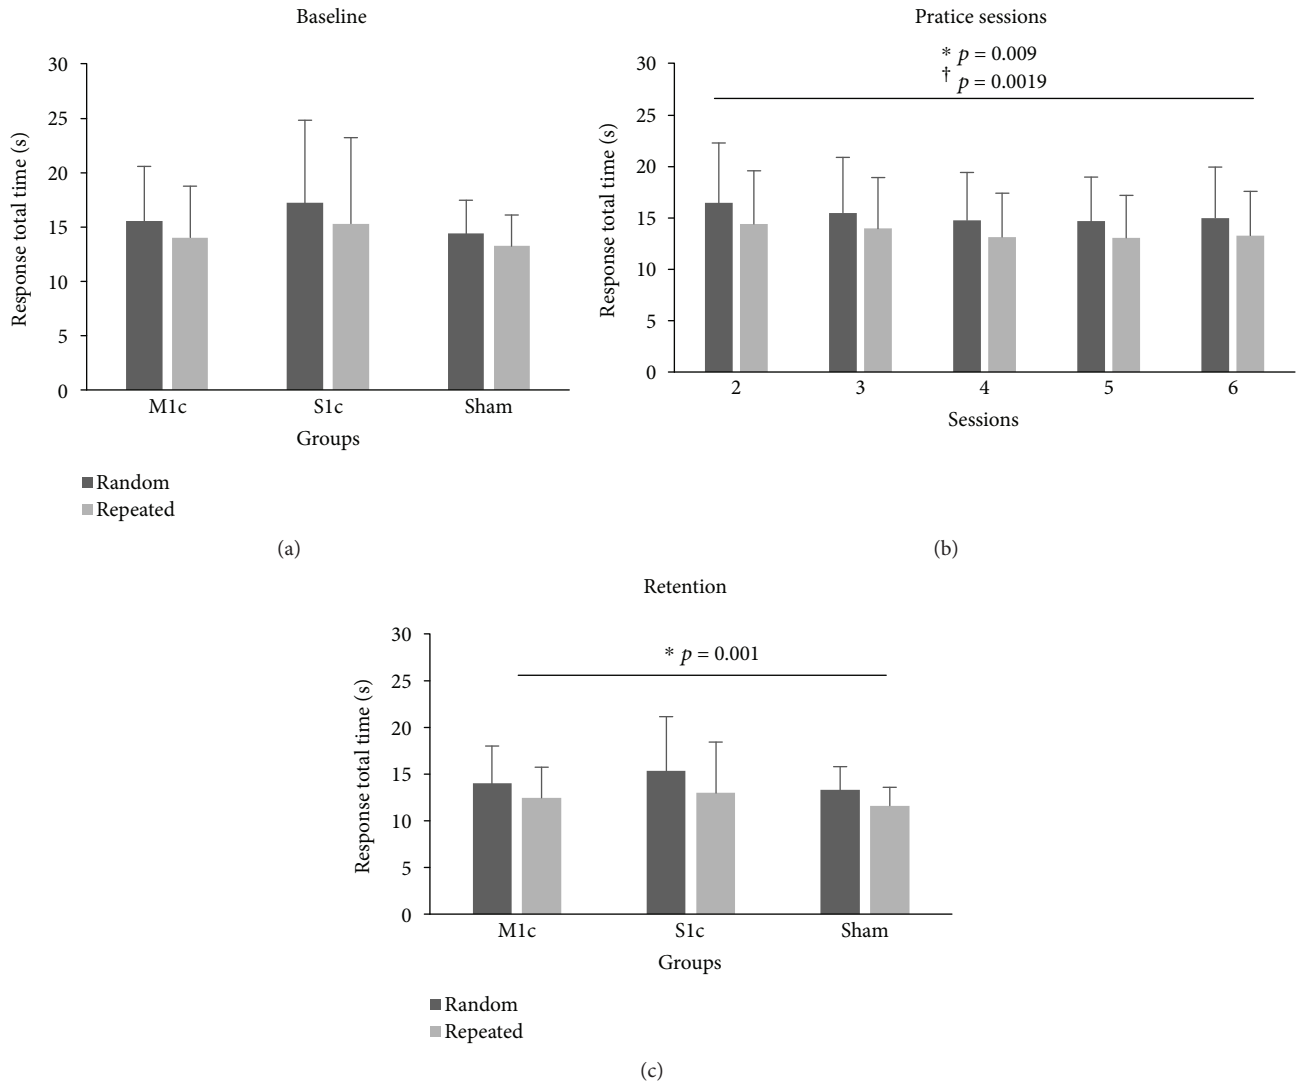 Baseline
30
25
20
15
10
5
0
Response total time (s)
M1c S1c Sham
Groups
Random
Repeated
(a)
Pratice sessions
* p = 0.009
† p = 0.0019
30
25
20
15
10
5
0
Response total time (s)
2 3 4 5 6
Sessions
(b)
Retention
* p = 0.001
30
25
20
15
10
5
0
Response total time (s)
M1c S1c Sham
Groups
Random
Repeated
(c)